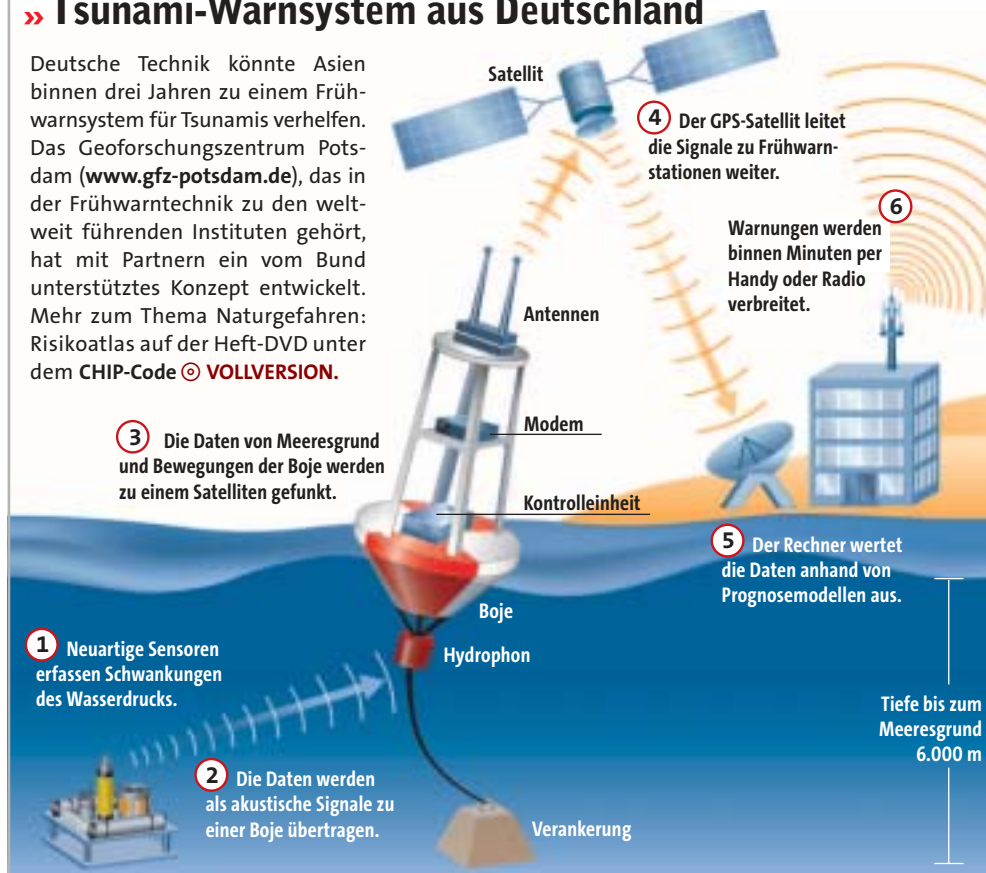 » Tsunami-Warnsystem aus Deutschland
Deutsche Technik könnte Asien
binnen drei Jahren zu einem Früh-
warnsystem für Tsunamis verhelfen.
Das Geoforschungszentrum Pots-
dam (www.gfz-potsdam.de), das in
der Frühwarntechnik zu den welt-
weit führenden Instituten gehört,
hat mit Partnern ein vom Bund
unterstütztes Konzept entwickelt.
Mehr zum Thema Naturgefahren:
Risikoatlas auf der Heft-DVD unter
dem CHIP-Code VOLLVERSION.
Satellit
4 Der GPS-Satellit leitet
die Signale zu Frühwarn-
stationen weiter.
6
Warnungen werden
binnen Minuten per
Handy oder Radio
verbreitet.
Antennen
Modem
Kontrolleinheit
3 Die Daten von Meeresgrund
und Bewegungen der Boje werden
zu einem Satelliten gefunkt.
5 Der Rechner wertet
die Daten anhand von
Prognosemodellen aus.
Boje
Hydrophon
1 Neuartige Sensoren
erfassen Schwankungen
des Wasserdrucks.
Tiefe bis zum
Meeresgrund
6.000 m
2 Die Daten werden
als akustische Signale zu
einer Boje übertragen.
Verankerung